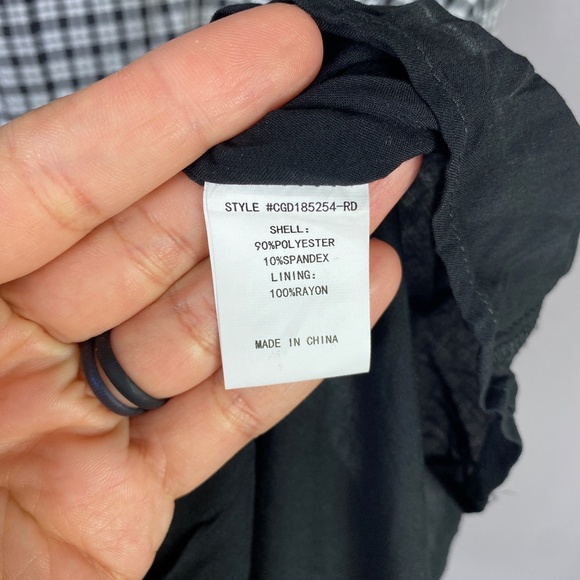 STYLE #CGD185254-RD
SHELL:
90%POLYESTER
10%SPANDEX
LINING:
100%RAYON
MADE IN CHINA